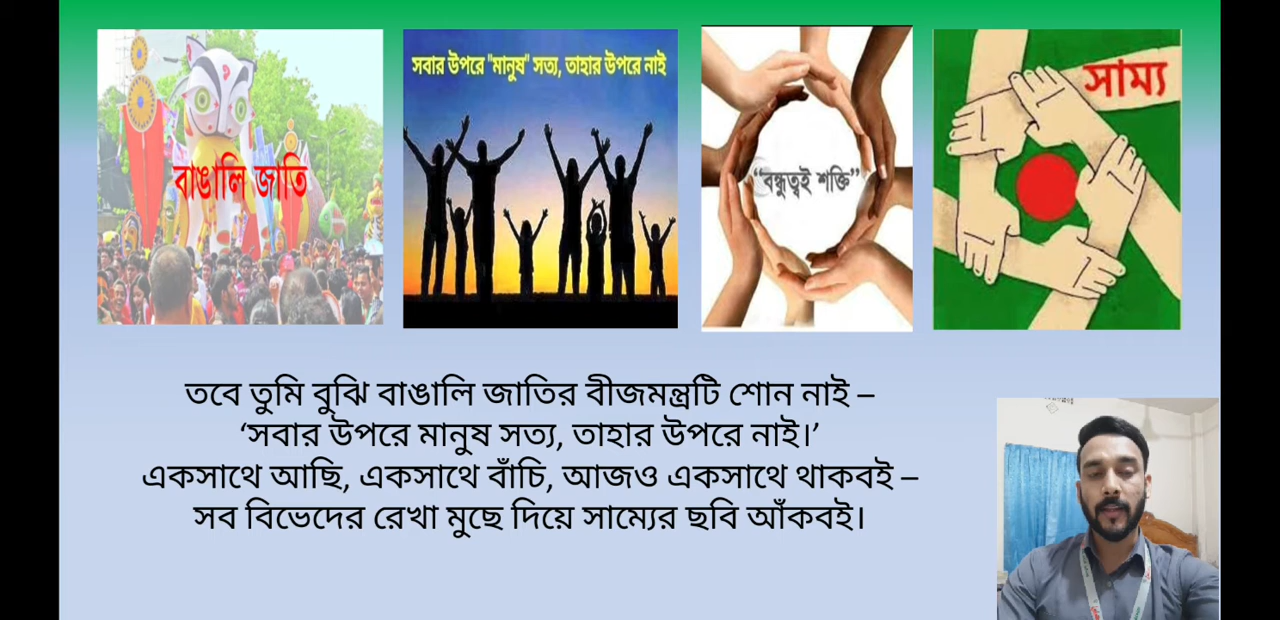 বাঙালি জাতি
সবার উপরে "মানুষ" সত্য, তাহার উপরে নাই
“বন্ধুত্বই শক্তি”
সাম্য
তবে তুমি বুঝি বাঙালি জাতির বীজমন্ত্রটি শোন নাই –
‘সবার উপরে মানুষ সত্য, তাহার উপরে নাই।’
একসাথে আছি, একসাথে বাঁচি, আজও একসাথে থাকবই –
সব বিভেদের রেখা মুছে দিয়ে সাম্যের ছবি আঁকবই।